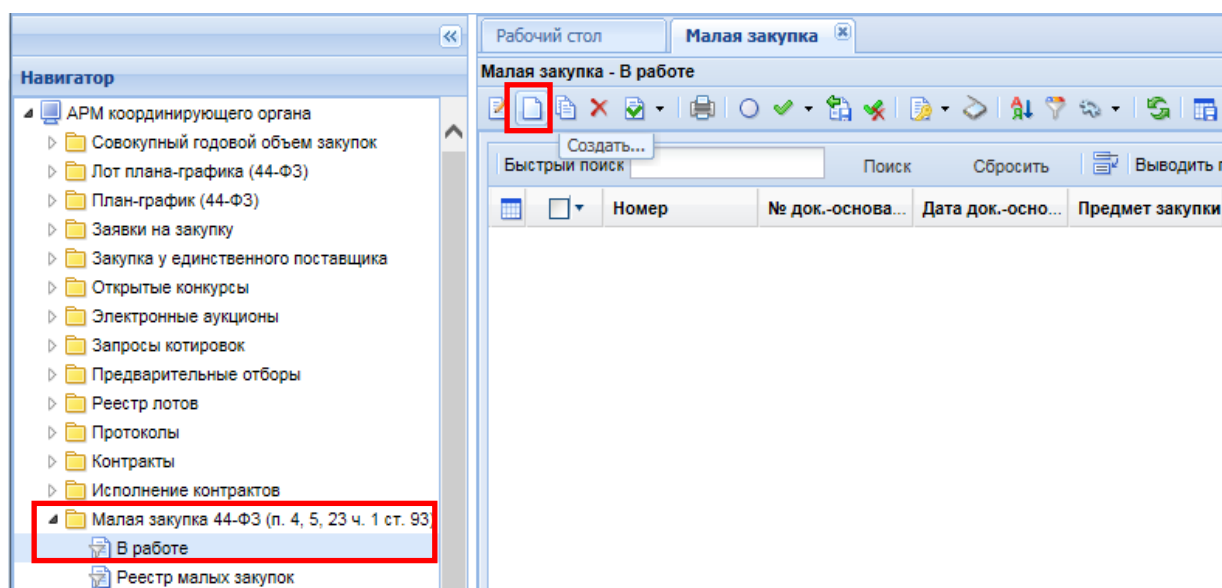 Рабочий стол
Малая закупка
Навигатор
Малая закупка - В работе
АРМ координирующего органа
Совокупный годовой объем закупок
Создать...
Быстрый поиск
Поиск
Сбросить
Выводить
Лот плана-графика (44-ФЗ)
План-график (44-ФЗ)
Номер
№ док.-основа...
Дата док.-осно...
Предмет закупки
Заявки на закупку
Закупка у единственного поставщика
Открытые конкурсы
Электронные аукционы
Запросы котировок
Предварительные отборы
Реестр лотов
Протоколы
Контракты
Исполнение контрактов
Малая закупка 44-ФЗ (п. 4, 5, 23 ч. 1 ст. 93)
В работе
Реестр малых закупок